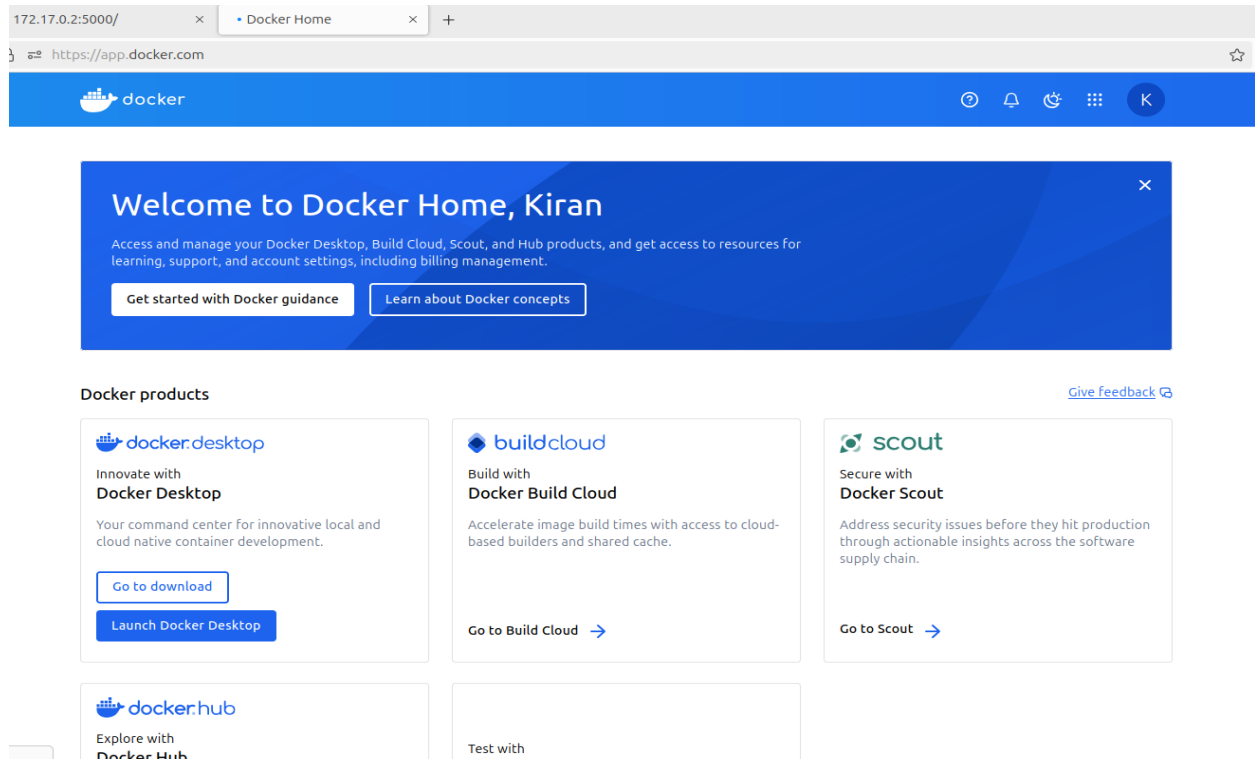 172.17.0.2:5000/
Docker Home
https://app.docker.com
docker
K
Welcome to Docker Home, Kiran
Access and manage your Docker Desktop, Build Cloud, Scout, and Hub products, and get access to resources for
learning, support, and account settings, including billing management.
Get started with Docker guidance
Learn about Docker concepts
Docker products
Give feedback
docker.desktop
Innovate with
Docker Desktop
Your command center for innovative local and
cloud native container development.
Go to download
Launch Docker Desktop
buildcloud
Build with
Docker Build Cloud
Accelerate image build times with access to cloud-
based builders and shared cache.
Go to Build Cloud
scout
Secure with
Docker Scout
Address security issues before they hit production
through actionable insights across the software
supply chain.
Go to Scout
docker.hub
Explore with
Docker Hub
Test with